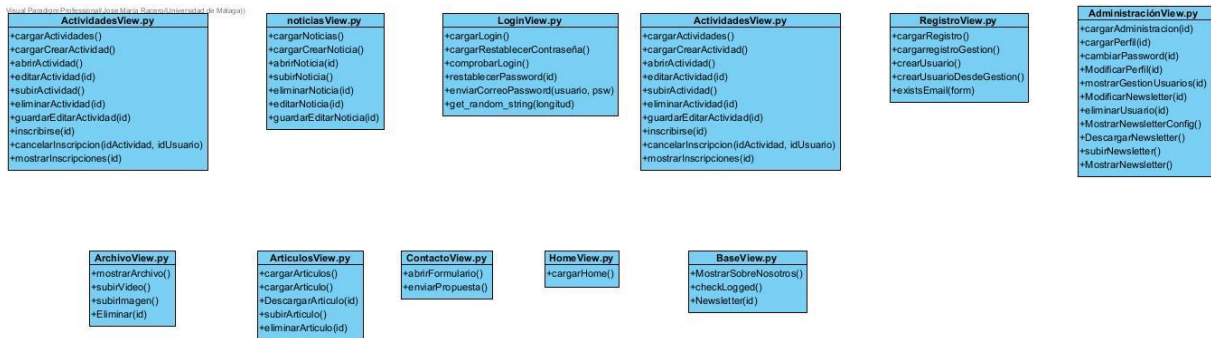 Visual Paradigm Professional(Jose María Racero(Universidad de Málaga))
ActividadesView.py
+cargarActividades()
+cargarCrearActividad()
+abrirActividad()
+editarActividad(id)
+subirActividad()
+eliminarActividad(id)
+guardarEditarActividad(id)
+inscribirse(id)
+cancelarInscripcion(idActividad, idUsuario)
+mostrarInscripciones(id)
noticiasView.py
+cargarNoticias()
+cargarCrearNoticia()
+abrirNoticia(id)
+subirNoticia()
+eliminarNoticia(id)
+editarNoticia(id)
+guardarEditarNoticia(id)
LoginView.py
+cargarLogin()
+cargarRestablecerContraseña()
+comprobarLogin()
+restablecerPassword(id)
+enviarCorreoPassword(usuario, psw)
+get_random_string(longitud)
ActividadesView.py
+cargarActividades()
+cargarCrearActividad()
+abrirActividad()
+editarActividad(id)
+subirActividad()
+eliminarActividad(id)
+guardarEditarActividad(id)
+inscribirse(id)
+cancelarInscripcion(idActividad, idUsuario)
+mostrarInscripciones(id)
RegistroView.py
+cargarRegistro()
+cargarregistroGestion()
+crearUsuario()
+crearUsuarioDesdeGestion()
+existsEmail(form)
AdministraciónView.py
+cargarAdministracion(id)
+cargarPerfil(id)
+cambiarPassword(id)
+ModificarPerfil(id)
+mostrarGestionUsuarios(id)
+ModificarNewsletter(id)
+eliminarUsuario(id)
+MostrarNewsletterConfig()
+DescargarNewsletter()
+subirNewsletter()
+MostrarNewsletter()
ArchivoView.py
+mostrarArchivo()
+subirVideo()
+subirImagen()
+Eliminar(id)
ArticulosView.py
+cargarArticulos()
+cargarArticulo()
+DescargarArticulo(id)
+subirArticulo()
+eliminarArticulo(id)
ContactoView.py
+abrirFormulario()
+enviarPropuesta()
HomeView.py
+cargarHome()
BaseView.py
+MostrarSobreNosotros()
+checkLogged()
+Newsletter(id)